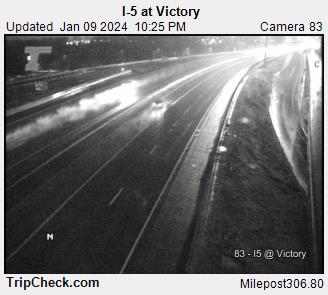 I-5 at Victory
Updated Jan 09 2024 10:25 PM Camera 83
N
83 - I5 @ Victory
TripCheck.com Milepost306.80